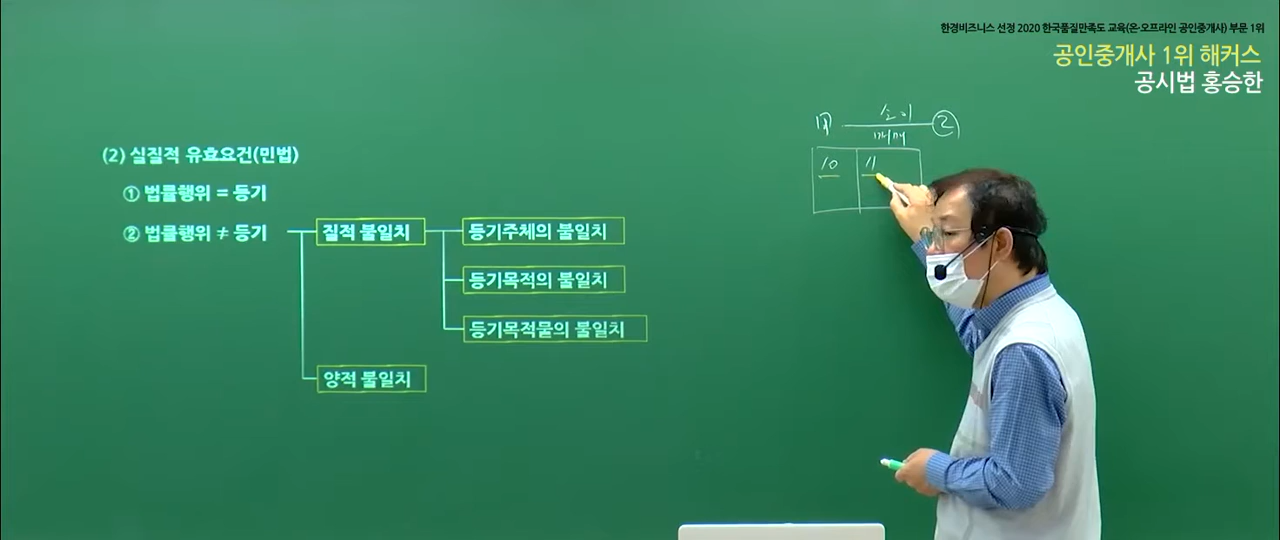 한경비즈니스 선정 2020 한국품질만족도 교육(온·오프라인 공인중개사) 부문 1위
공인중개사 1위 해커스
공시법 홍승한
(2) 실질적 유효요건(민법)
① 법률행위 = 등기
② 법률행위 ≠ 등기
질적 불일치
등기주체의 불일치
등기목적의 불일치
등기목적물의 불일치
양적 불일치
甲 소이 ②
매매
10 11